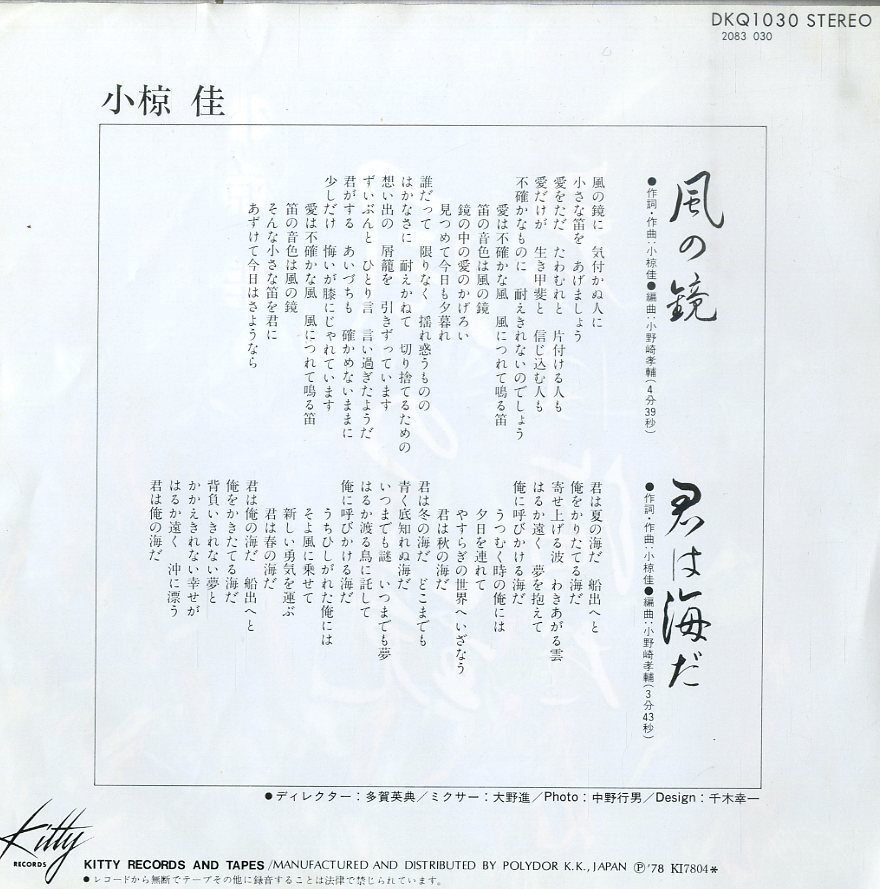 DKQ1030 STEREO
2083 030
小椋 佳
風の鏡
●作詞・作曲:小椋佳●編曲:小野崎孝輔(4分39秒)
風の鏡に 気付かぬ人に
小さな笛を あげましょう
愛をただ たわむれと 片付ける人も
愛だけが 生き甲斐と 信じ込む人も
不確かなものに 耐えきれないのでしょう
愛は不確かな風 風につれて鳴る笛
笛の音色は風の鏡
鏡の中の愛のかげろい
見つめて今日も夕暮れ
誰だって 限りなく 揺れ惑うものの
はかなさに 耐えかねて 切り捨てるための
想い出の 屑籠を 引きずっています
ずいぶんと ひとり言 言い過ぎたようだ
君がする あいづちも 確かめないままに
少しだけ 悔いが膝にじゃれています
愛は不確かな風 風につれて鳴る笛
笛の音色は風の鏡
そんな小さな笛を君に
あずけて今日はさようなら
君は海だ
●作詞・作曲:小椋佳●編曲:小野崎孝輔(3分43秒)
君は夏の海だ 船出へと
俺をかりたてる海だ
寄せ上げる波 わきあがる雲
はるか遠く 夢を抱えて
俺に呼びかける海だ
うつむく時の俺には
夕日を連れて
やすらぎの世界へいざなう
君は秋の海だ
君は冬の海だ どこまでも
青く底知れぬ海だ
いつまでも謎 いつまでも夢
はるか渡る鳥に託して
俺に呼びかける海だ
うちひしがれた俺には
そよ風に乗せて
新しい勇気を運ぶ
君は春の海だ
君は俺の海だ 船出へと
俺をかきたてる海だ
背負いきれない夢と
かかえきれない幸せが
はるか遠く 沖に漂う
君は俺の海だ
●ディレクター:多賀英典/ミクサー:大野進/Photo:中野行男/Design:千木幸一
Kitty
RECORDS
KITTY RECORDS AND TAPES/MANUFACTURED AND DISTRIBUTED BY POLYDOR K.K., JAPAN Ⓟ'78 KI7804*
●レコードから無断でテープその他に録音することは法律で禁じられています。